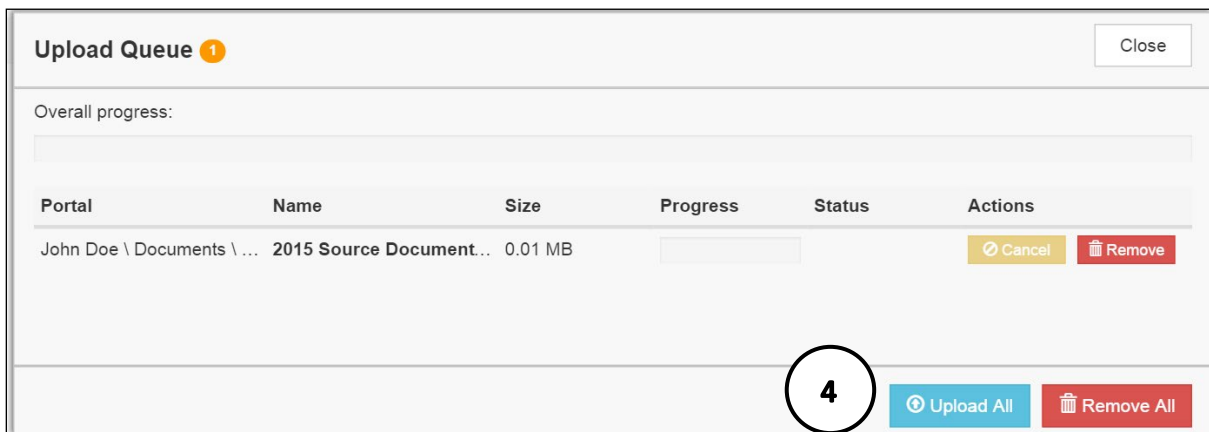 Upload Queue 1 Close
Overall progress:
Portal Name Size Progress Status Actions
John Doe \ Documents \ ... 2015 Source Document... 0.01 MB Cancel Remove
4 Upload All Remove All